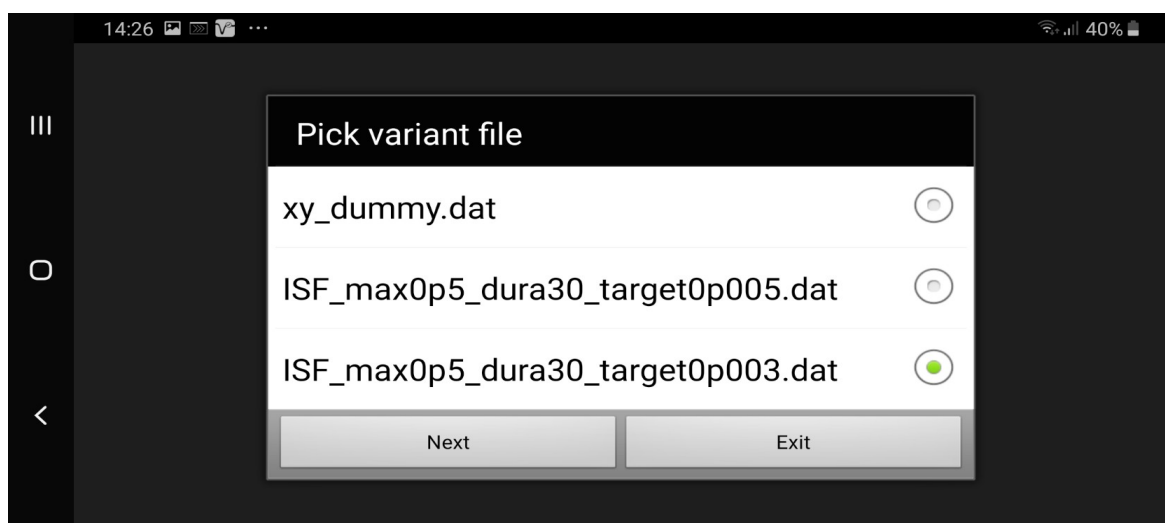 14:26 ... 40%
Pick variant file
xy_dummy.dat
ISF_max0p5_dura30_target0p005.dat
ISF_max0p5_dura30_target0p003.dat
Next Exit